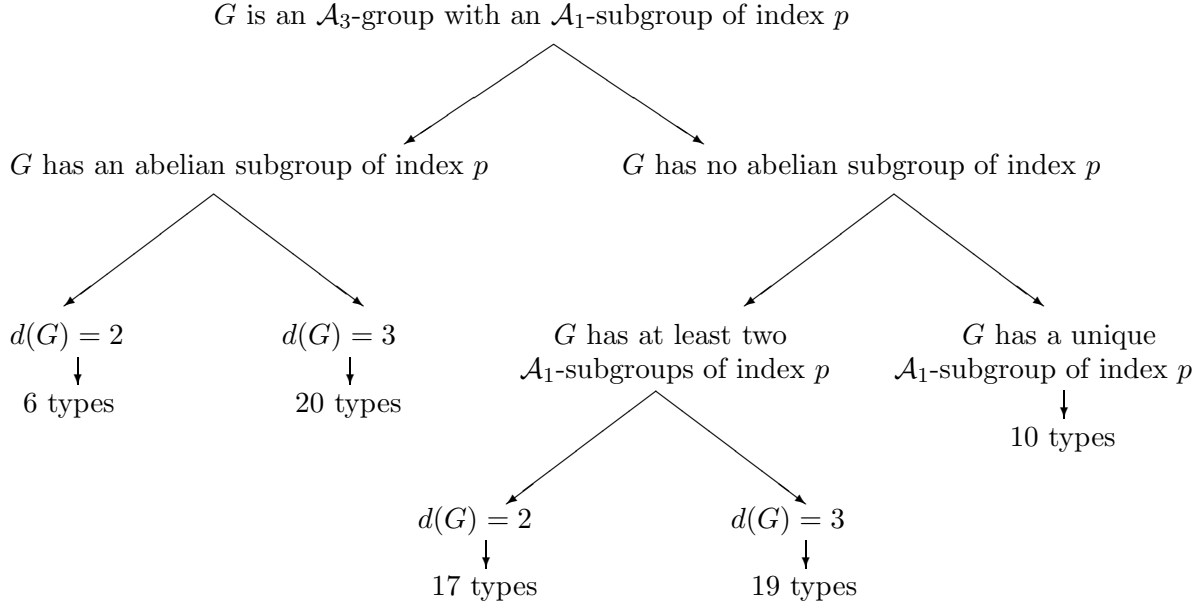 G is an 𝒜₃-group with an 𝒜₁-subgroup of index p
G has an abelian subgroup of index p
G has no abelian subgroup of index p
d(G) = 2
d(G) = 3
G has at least two
𝒜₁-subgroups of index p
G has a unique
𝒜₁-subgroup of index p
6 types
20 types
10 types
d(G) = 2
d(G) = 3
17 types
19 types